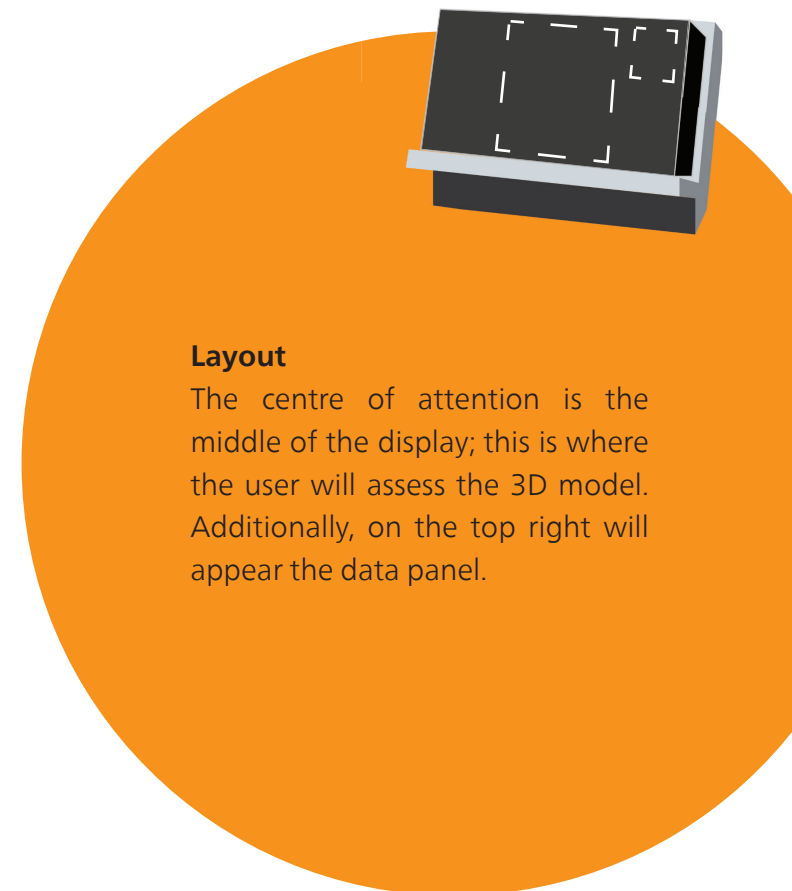 Layout
The centre of attention is the
middle of the display; this is where
the user will assess the 3D model.
Additionally, on the top right will
appear the data panel.